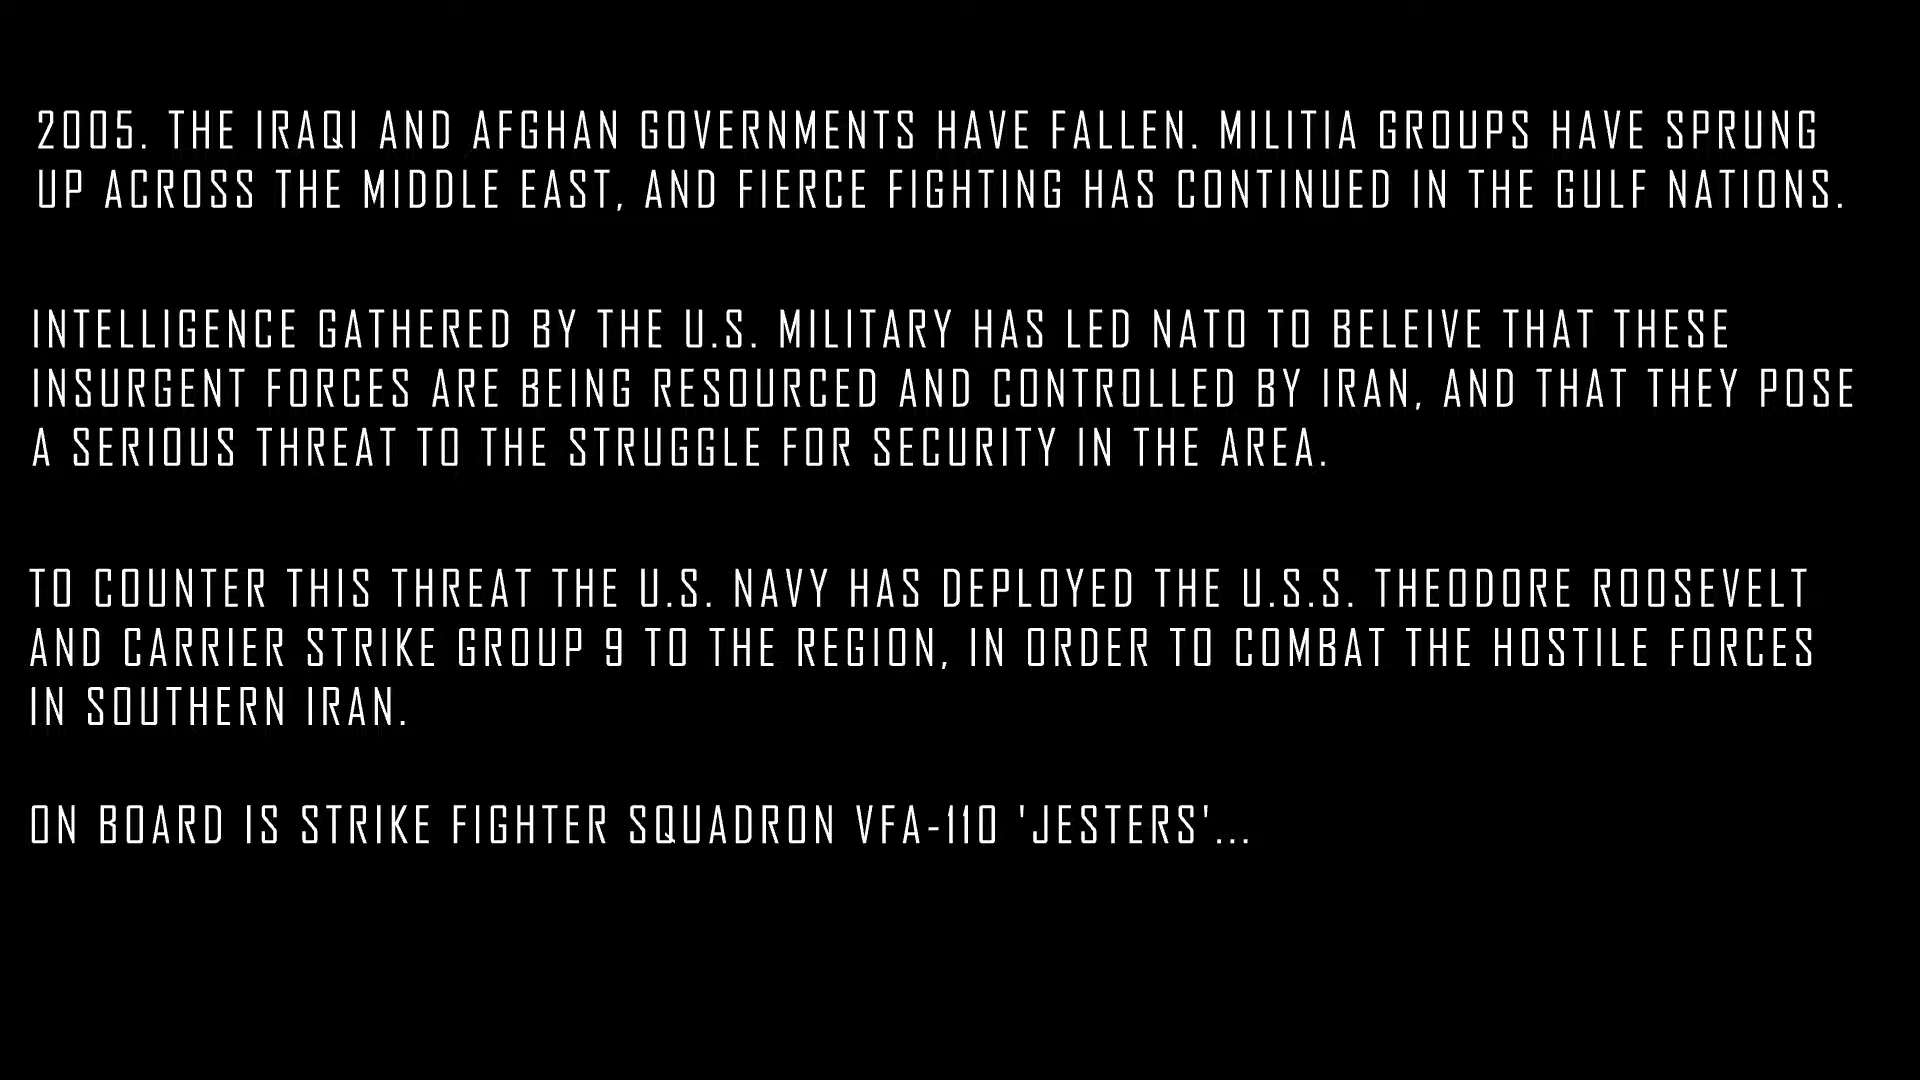 2005. THE IRAQI AND AFGHAN GOVERNMENTS HAVE FALLEN. MILITIA GROUPS HAVE SPRUNG
UP ACROSS THE MIDDLE EAST, AND FIERCE FIGHTING HAS CONTINUED IN THE GULF NATIONS.
INTELLIGENCE GATHERED BY THE U.S. MILITARY HAS LED NATO TO BELEIVE THAT THESE
INSURGENT FORCES ARE BEING RESOURCED AND CONTROLLED BY IRAN, AND THAT THEY POSE
A SERIOUS THREAT TO THE STRUGGLE FOR SECURITY IN THE AREA.
TO COUNTER THIS THREAT THE U.S. NAVY HAS DEPLOYED THE U.S.S. THEODORE ROOSEVELT
AND CARRIER STRIKE GROUP 9 TO THE REGION, IN ORDER TO COMBAT THE HOSTILE FORCES
IN SOUTHERN IRAN.
ON BOARD IS STRIKE FIGHTER SQUADRON VFA-110 'JESTERS'...